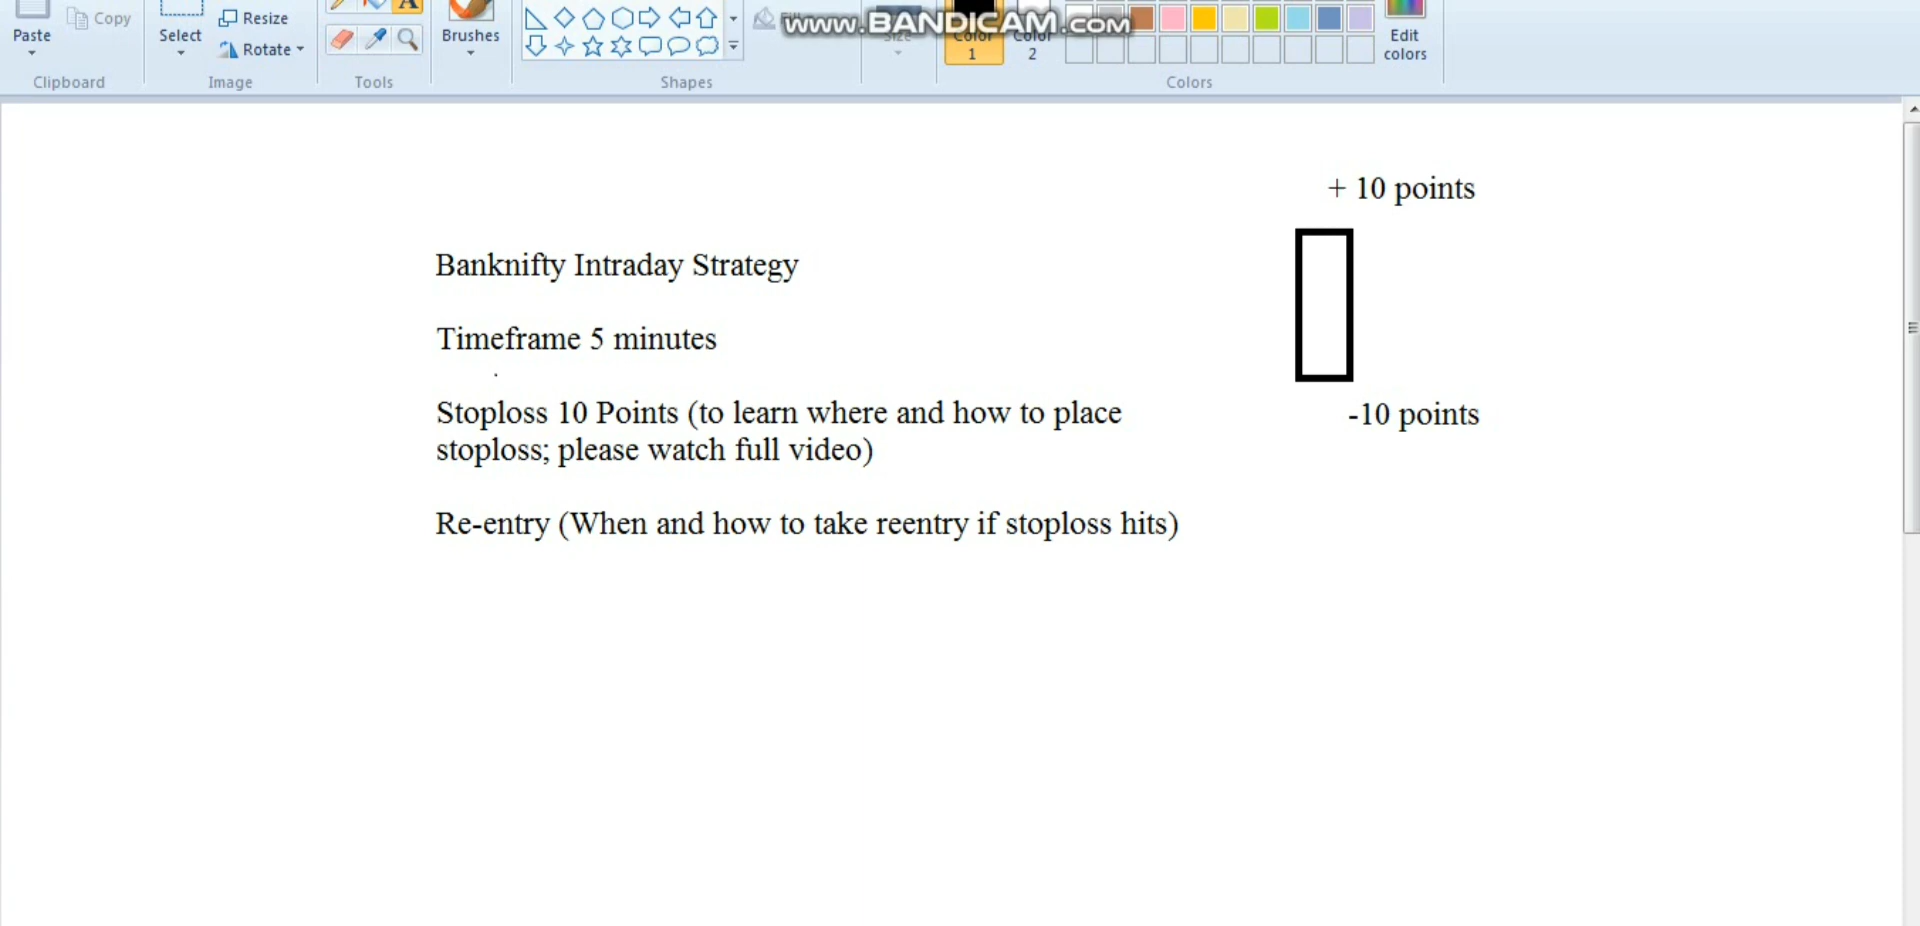 Paste
Copy
Select
Resize
Rotate
Brushes
Size
Color
1
Color
2
Edit
colors
Clipboard
Image
Tools
Shapes
Colors
www.BANDICAM.com
+ 10 points
Banknifty Intraday Strategy
Timeframe 5 minutes
Stoploss 10 Points (to learn where and how to place
stoploss; please watch full video)
-10 points
Re-entry (When and how to take reentry if stoploss hits)